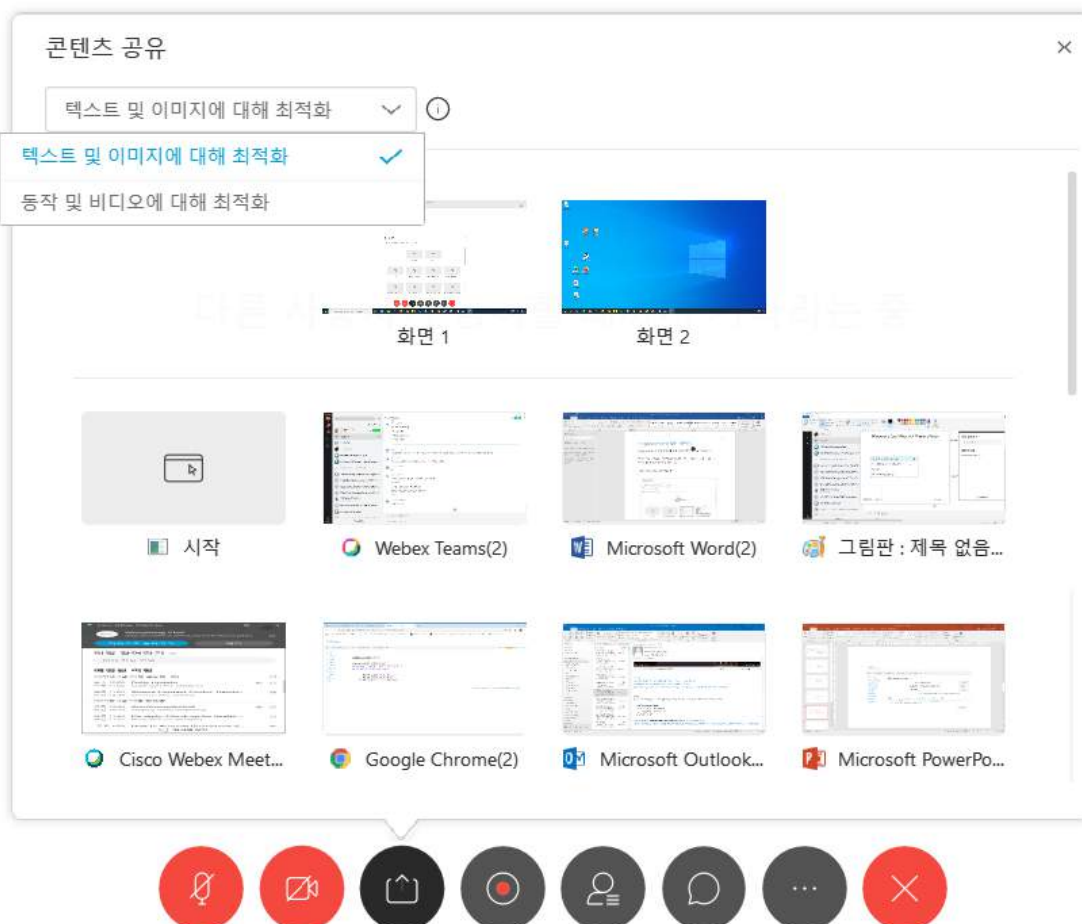 콘텐츠 공유
텍스트 및 이미지에 대해 최적화
텍스트 및 이미지에 대해 최적화
동작 및 비디오에 대해 최적화
화면 1
화면 2
시작
Webex Teams(2)
Microsoft Word(2)
그림판 : 제목 없음...
Cisco Webex Meet...
Google Chrome(2)
Microsoft Outlook...
Microsoft PowerPo...